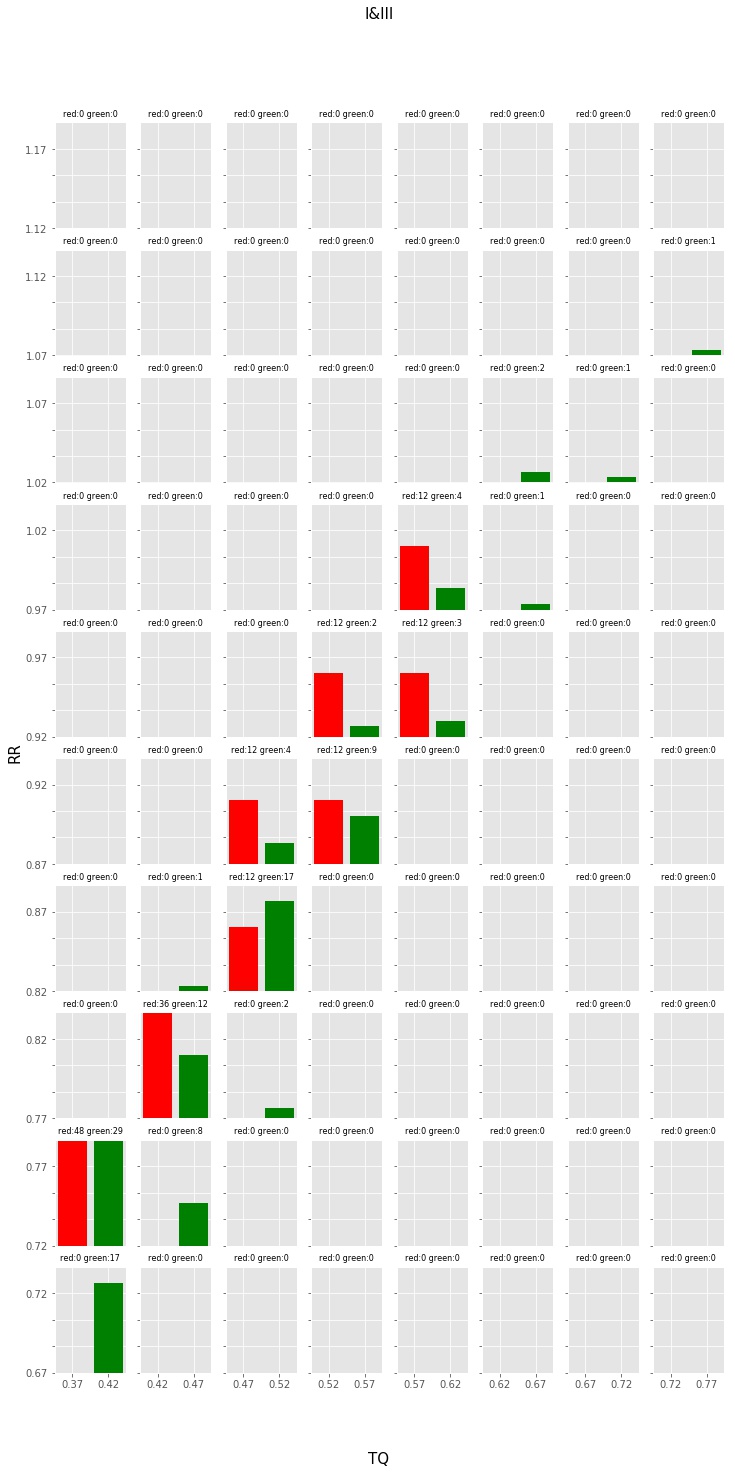 I&III
red:0 green:0 red:0 green:0 red:0 green:0 red:0 green:0 red:0 green:0 red:0 green:0 red:0 green:0 red:0 green:0
1.17
1.12
red:0 green:0 red:0 green:0 red:0 green:0 red:0 green:0 red:0 green:0 red:0 green:0 red:0 green:0 red:0 green:1
1.12
1.07
red:0 green:0 red:0 green:0 red:0 green:0 red:0 green:0 red:0 green:0 red:0 green:2 red:0 green:1 red:0 green:0
1.07
1.02
red:0 green:0 red:0 green:0 red:0 green:0 red:0 green:0 red:12 green:4 red:0 green:1 red:0 green:0 red:0 green:0
1.02
0.97
red:0 green:0 red:0 green:0 red:0 green:0 red:12 green:2 red:12 green:3 red:0 green:0 red:0 green:0 red:0 green:0
0.97
0.92
RR
red:0 green:0 red:0 green:0 red:12 green:4 red:12 green:9 red:0 green:0 red:0 green:0 red:0 green:0 red:0 green:0
0.92
0.87
red:0 green:0 red:0 green:1 red:12 green:17 red:0 green:0 red:0 green:0 red:0 green:0 red:0 green:0 red:0 green:0
0.87
0.82
red:0 green:0 red:36 green:12 red:0 green:2 red:0 green:0 red:0 green:0 red:0 green:0 red:0 green:0 red:0 green:0
0.82
0.77
red:48 green:29 red:0 green:8 red:0 green:0 red:0 green:0 red:0 green:0 red:0 green:0 red:0 green:0 red:0 green:0
0.77
0.72
red:0 green:17 red:0 green:0 red:0 green:0 red:0 green:0 red:0 green:0 red:0 green:0 red:0 green:0 red:0 green:0
0.72
0.67
0.37 0.42 0.42 0.47 0.47 0.52 0.52 0.57 0.57 0.62 0.62 0.67 0.67 0.72 0.72 0.77
TQ